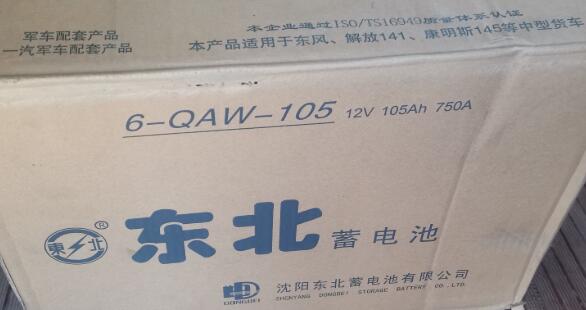 军车配套产品
一汽军车配套产品
本企业通过ISO/TS16949质量体系认证
本产品适用于东风、解放141、康明斯145等中型货车
6-QAW-105 12V 105Ah 750A
東北®
东北蓄电池
DONGBEI
沈阳东北蓄电池有限公司
SHENYANG DONGBEI STORAGE BATTERY CO.,LTD.